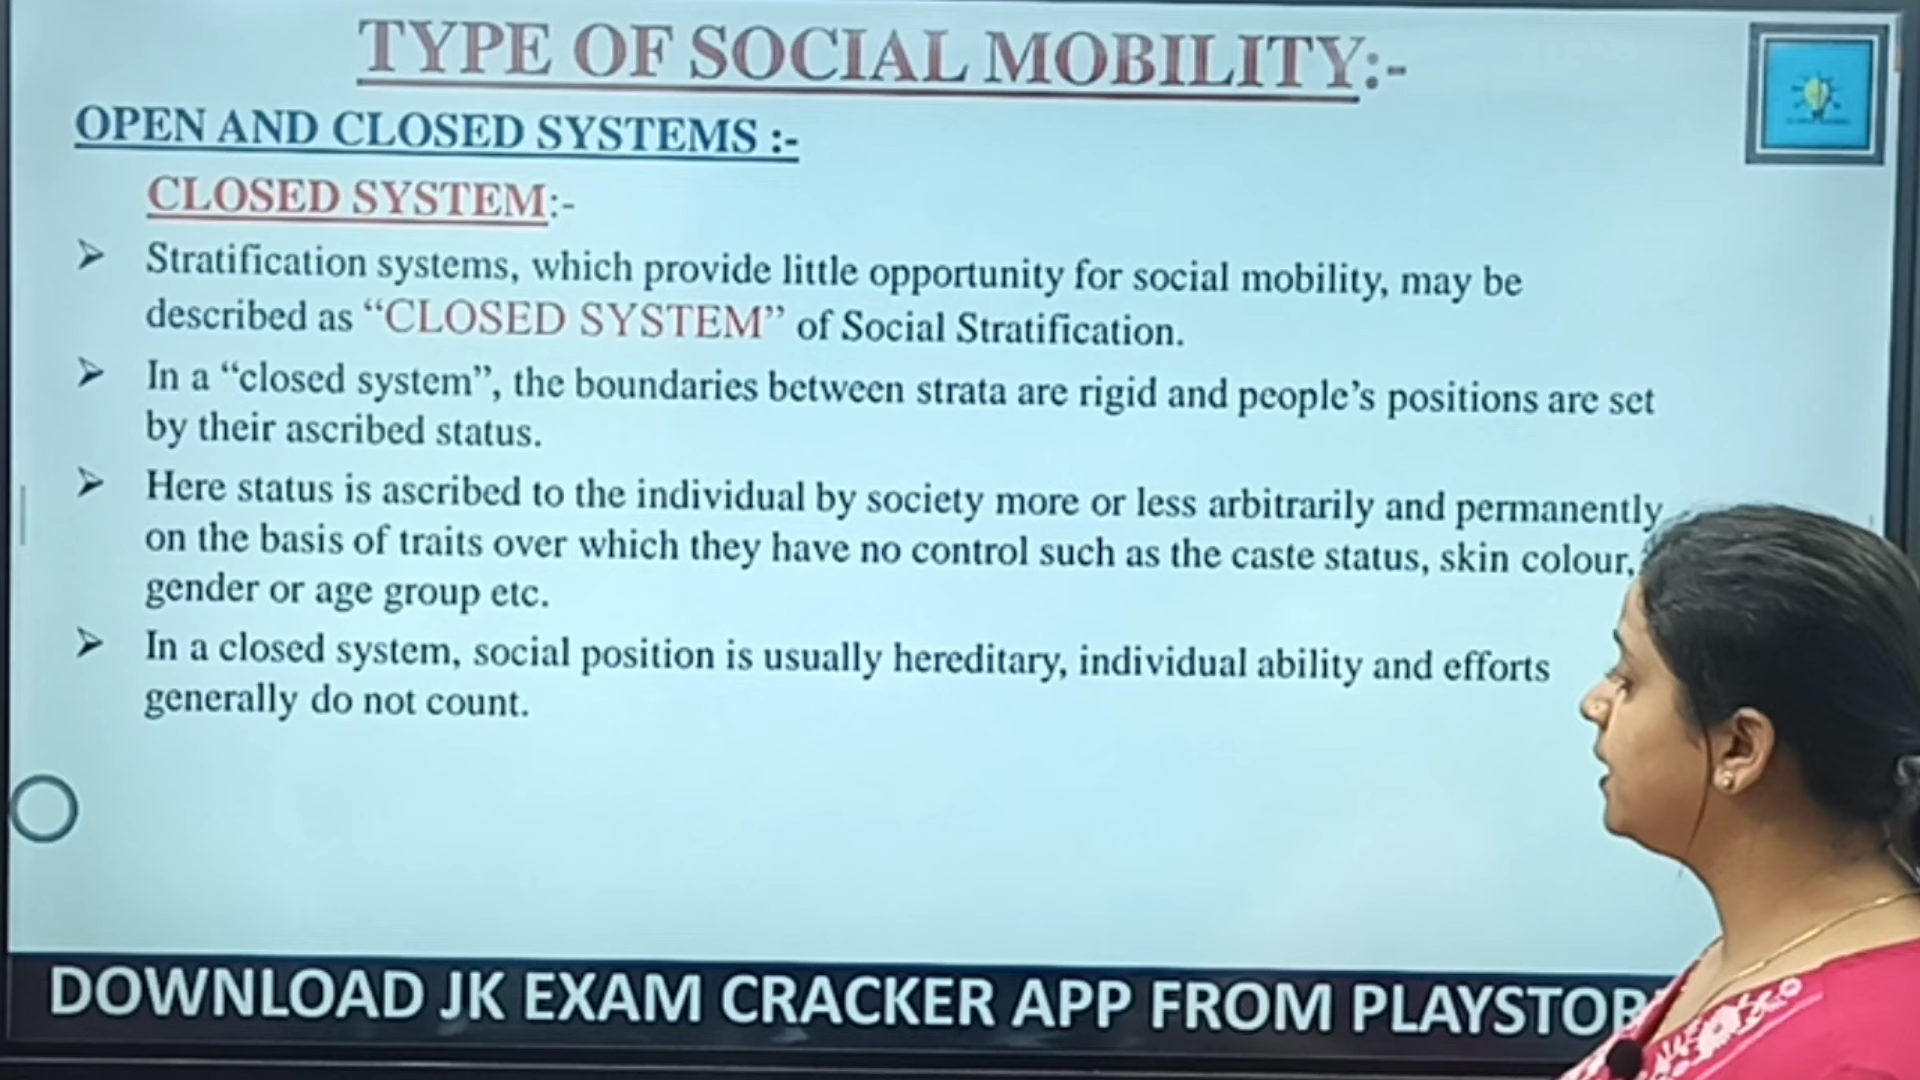 TYPE OF SOCIAL MOBILITY:-
OPEN AND CLOSED SYSTEMS :-
CLOSED SYSTEM:-
➢ Stratification systems, which provide little opportunity for social mobility, may be
described as “CLOSED SYSTEM” of Social Stratification.
➢ In a “closed system”, the boundaries between strata are rigid and people’s positions are set
by their ascribed status.
➢ Here status is ascribed to the individual by society more or less arbitrarily and permanently
on the basis of traits over which they have no control such as the caste status, skin colour,
gender or age group etc.
➢ In a closed system, social position is usually hereditary, individual ability and efforts
generally do not count.
DOWNLOAD JK EXAM CRACKER APP FROM PLAYSTOR